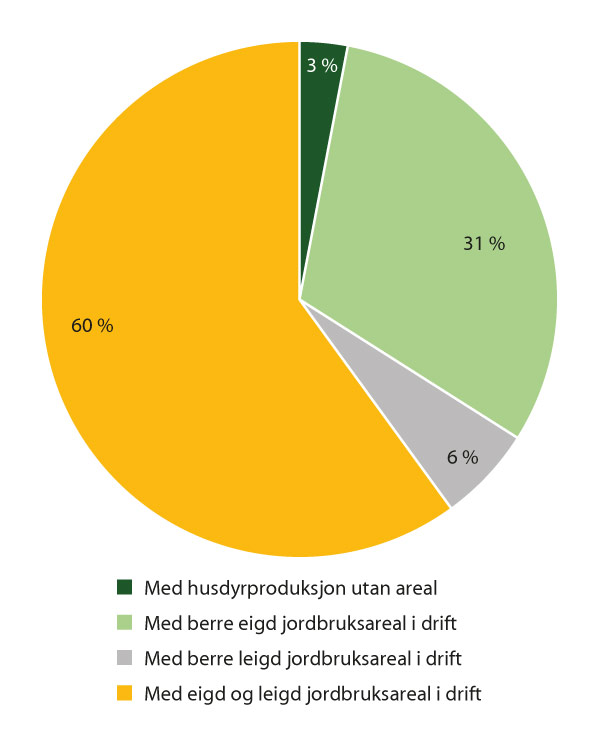 3 %
31 %
60 %
6 %
Med husdyrproduksjon utan areal
Med berre eigd jordbruksareal i drift
Med berre leigd jordbruksareal i drift
Med eigd og leigd jordbruksareal i drift